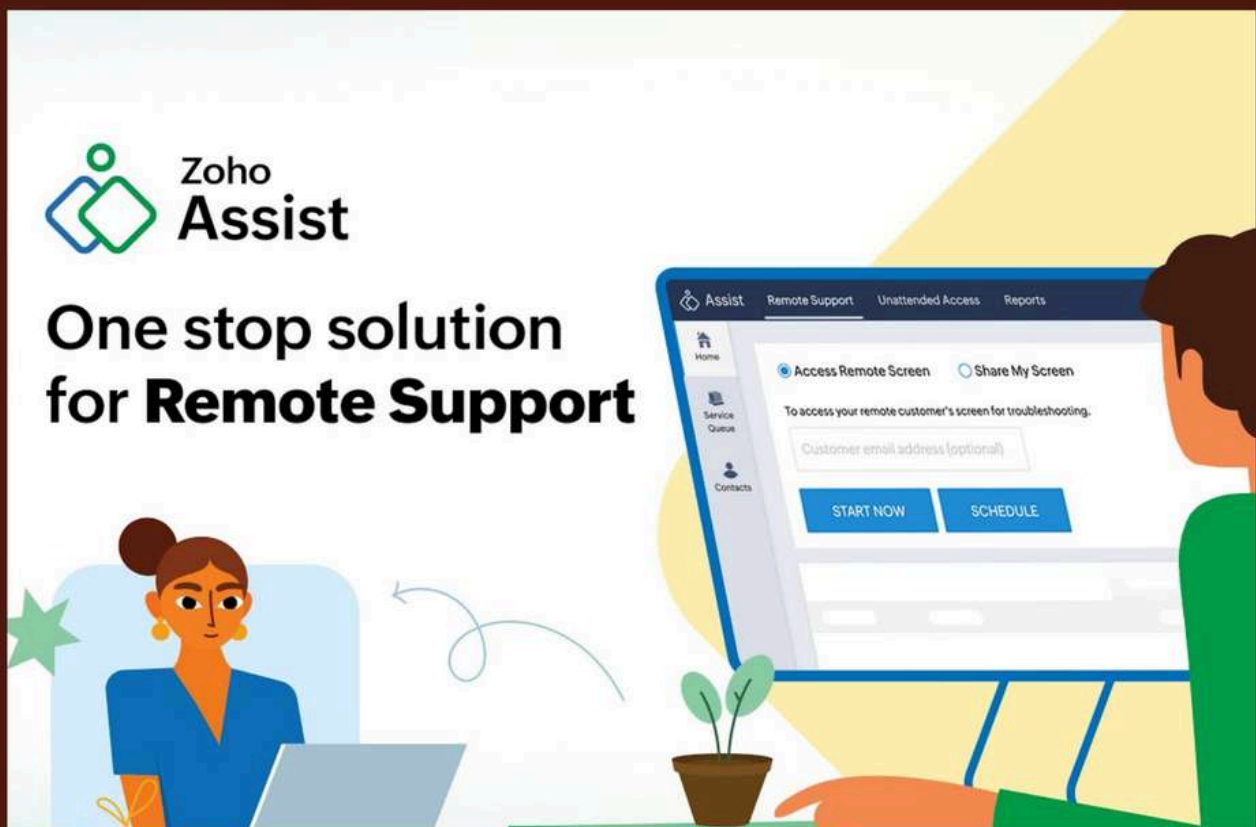 Zoho
Assist
One stop solution
for Remote Support
Assist Remote Support Unattended Access Reports
Home
Service
Queue
Contacts
Access Remote Screen Share My Screen
To access your remote customer's screen for troubleshooting.
Customer email address (optional)
START NOW SCHEDULE